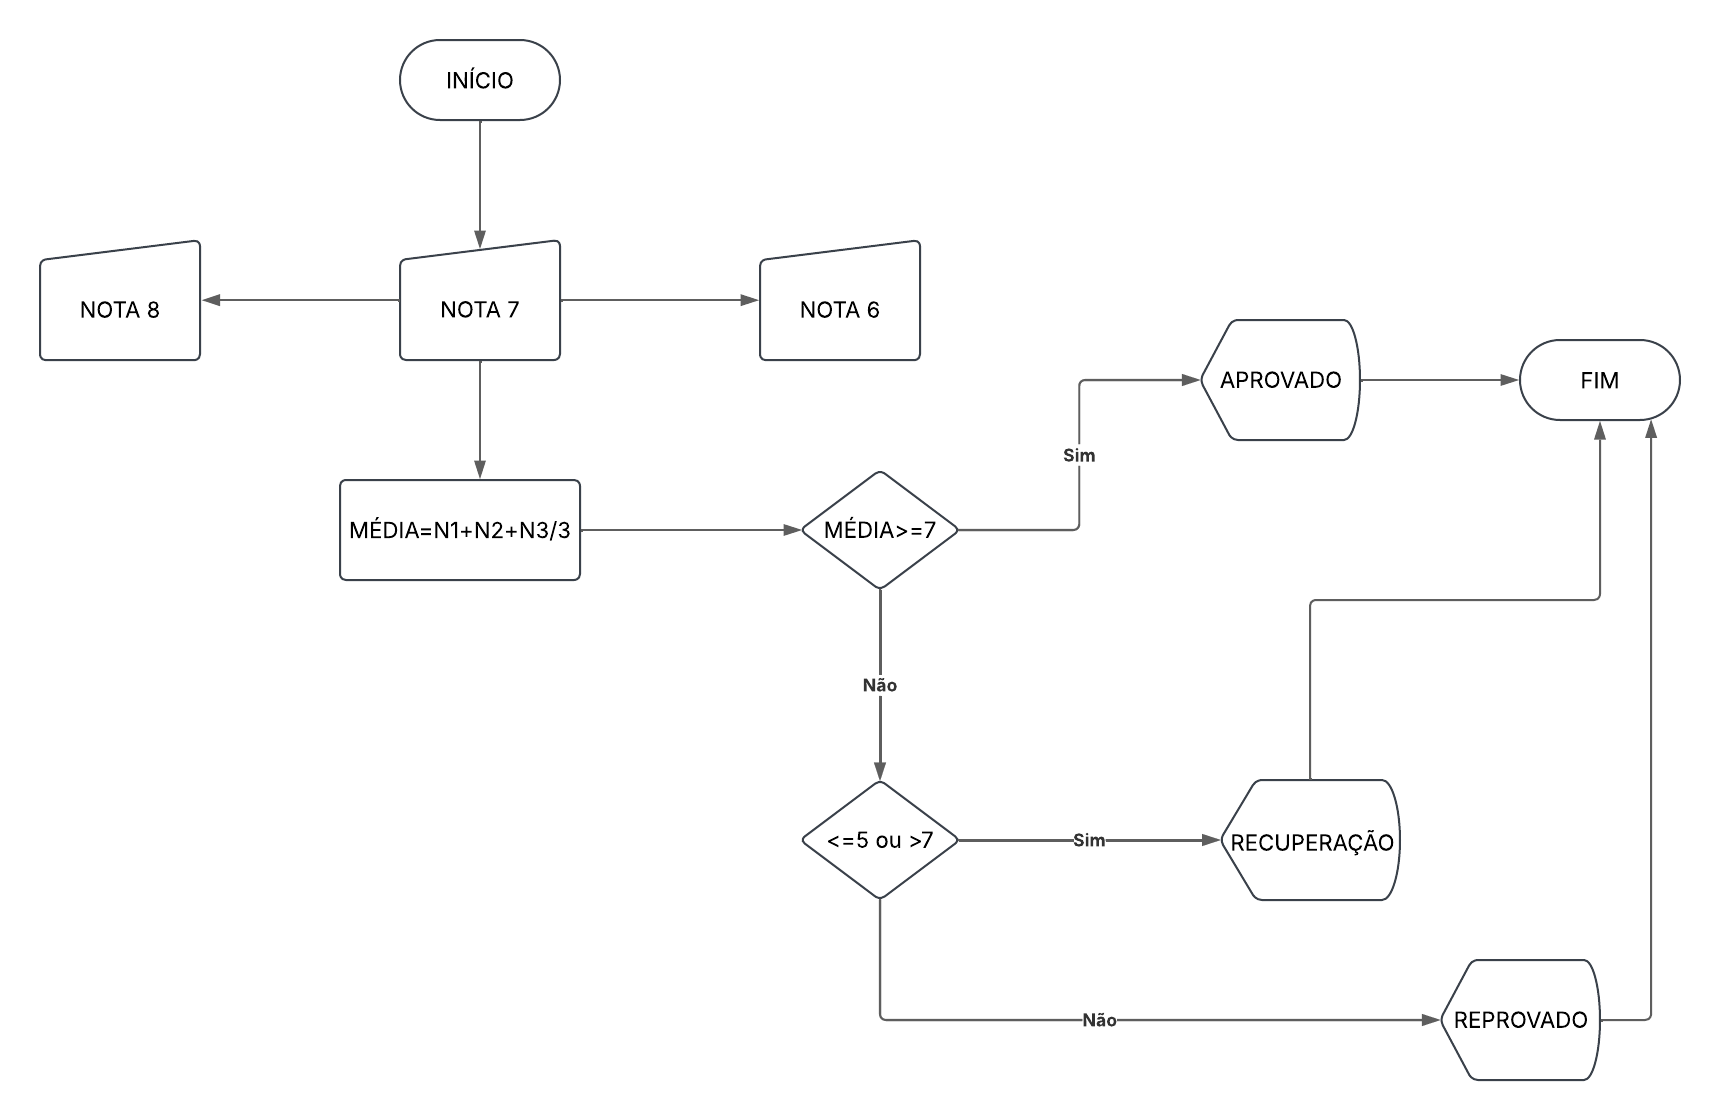 INÍCIO
NOTA 8
NOTA 7
NOTA 6
APROVADO
FIM
Sim
MÉDIA=N1+N2+N3/3
MÉDIA>=7
Não
<=5 ou >7
Sim
RECUPERAÇÃO
Não
REPROVADO